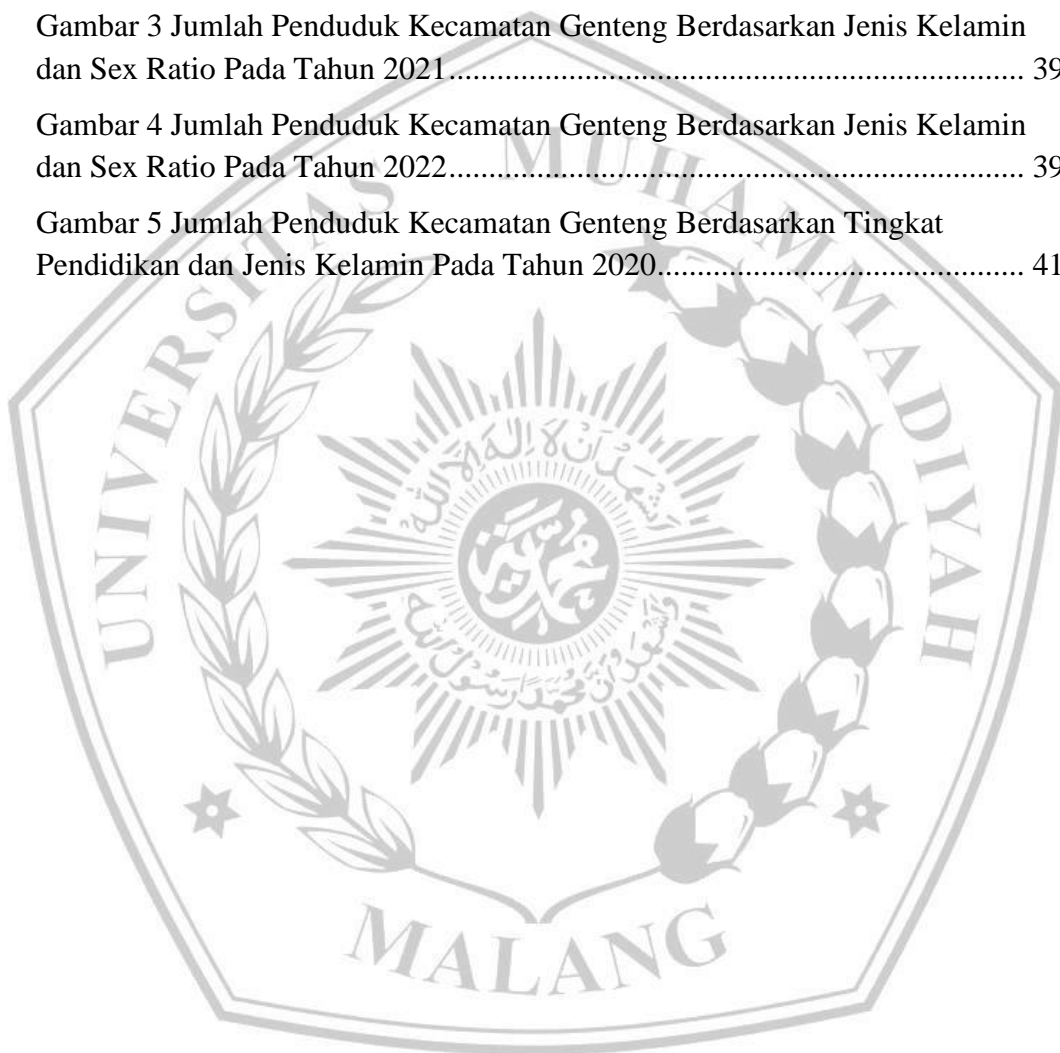 Gambar 3 Jumlah Penduduk Kecamatan Genteng Berdasarkan Jenis Kelamin
dan Sex Ratio Pada Tahun 2021.................................................................................... 39
Gambar 4 Jumlah Penduduk Kecamatan Genteng Berdasarkan Jenis Kelamin
dan Sex Ratio Pada Tahun 2022.................................................................................... 39
Gambar 5 Jumlah Penduduk Kecamatan Genteng Berdasarkan Tingkat
Pendidikan dan Jenis Kelamin Pada Tahun 2020..................................................... 41
UNIVERSITAS MUHAMMADIYAH
MALANG